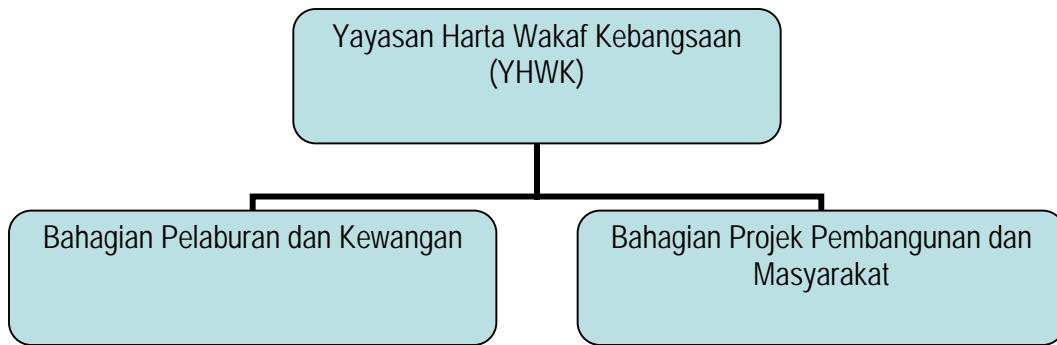 Yayasan Harta Wakaf Kebangsaan
(YHWK)
Bahagian Pelaburan dan Kewangan
Bahagian Projek Pembangunan dan
Masyarakat